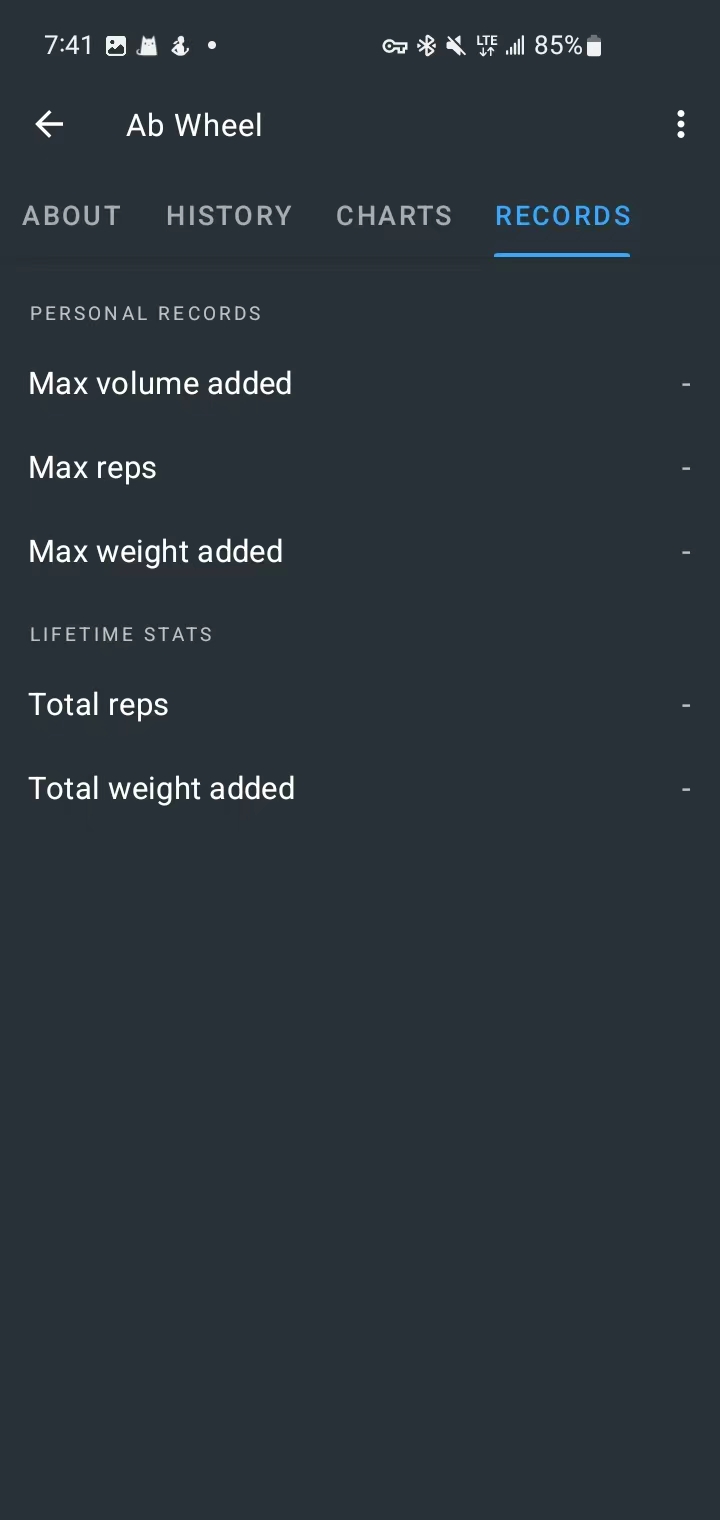 7:41 LTE 85%
Ab Wheel
ABOUT HISTORY CHARTS RECORDS
PERSONAL RECORDS
Max volume added -
Max reps -
Max weight added -
LIFETIME STATS
Total reps -
Total weight added -